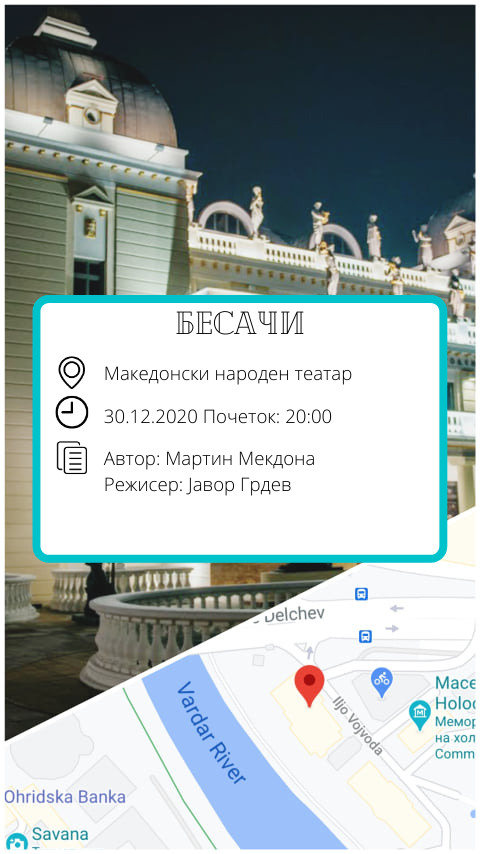 БЕСАЧИ
Македонски народен театар
30.12.2020 Почеток: 20:00
Автор: Мартин Мекдона
Режисер: Јавор Грдев
Delchev
Iljo Vojvoda
Mace
Holoc
Мемор
на хол
Comm
Vardar River
Ohridska Banka
Savana